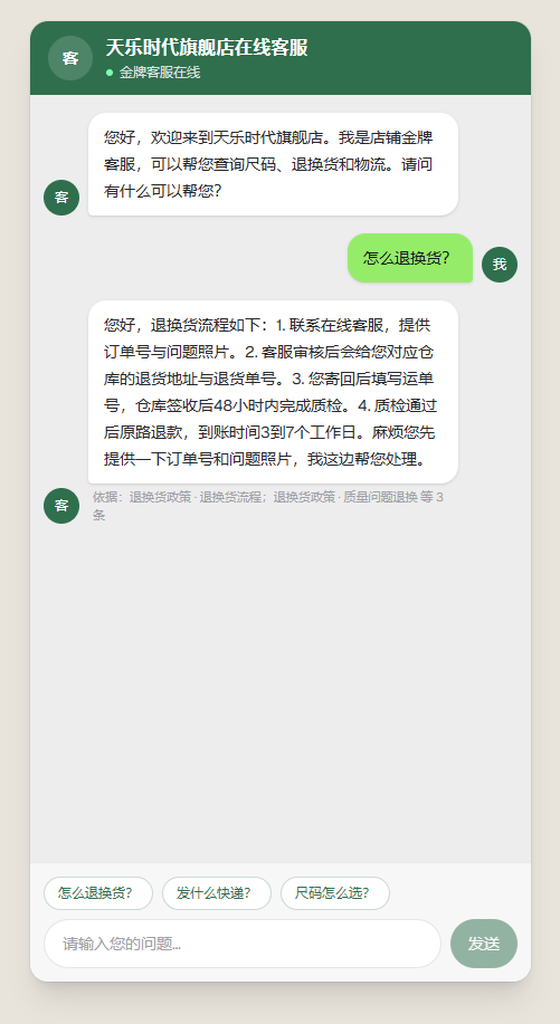 客
天乐时代旗舰店在线客服
金牌客服在线
您好，欢迎来到天乐时代旗舰店。我是店铺金牌
客服，可以帮您查询尺码、退换货和物流。请问
有什么可以帮您？
客
怎么退换货？
我
您好，退换货流程如下：1. 联系在线客服，提供
订单号与问题照片。2. 客服审核后会给您对应仓
库的退货地址与退货单号。3. 您寄回后填写运单
号，仓库签收后48小时内完成质检。4. 质检通过
后原路退款，到账时间3到7个工作日。麻烦您先
提供一下订单号和问题照片，我这边帮您处理。
客
依据：退换货政策 · 退换货流程；退换货政策 · 质量问题退换 等 3
条
怎么退换货？
发什么快递？
尺码怎么选？
请输入您的问题...
发送